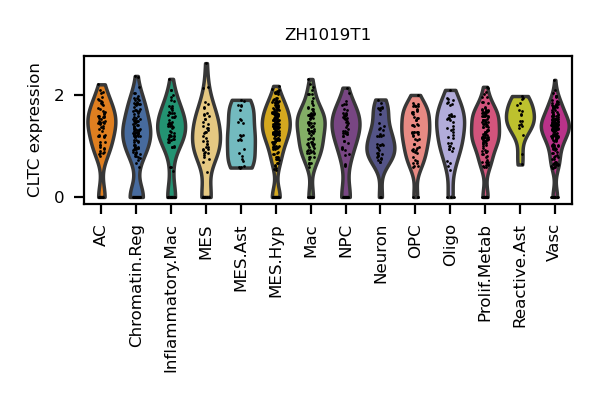 ZH1019T1
CLTC expression
2
0
AC
Chromatin.Reg
Inflammatory.Mac
MES
MES.Ast
MES.Hyp
Mac
NPC
Neuron
OPC
Oligo
Prolif.Metab
Reactive.Ast
Vasc